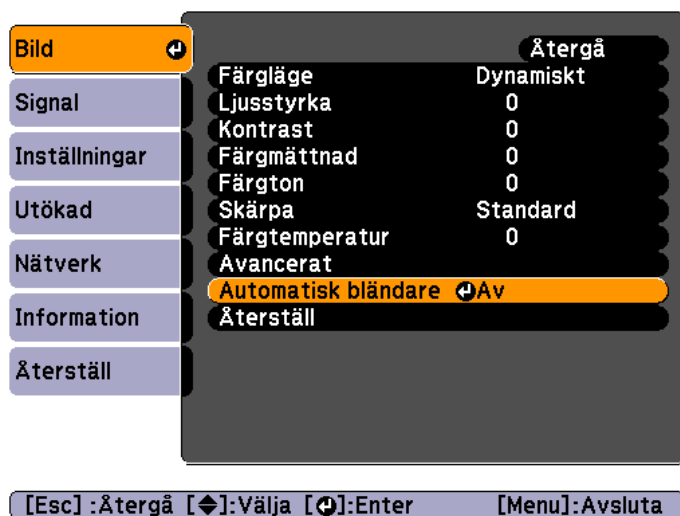 Bild
Signal
Inställningar
Utökad
Nätverk
Information
Återställ
Återgå
Färgläge Dynamiskt
Ljusstyrka 0
Kontrast 0
Färgmättnad 0
Färgton 0
Skärpa Standard
Färgtemperatur 0
Avancerat
Automatisk bländare Av
Återställ
[Esc] :Återgå [ ]:Välja [ ]:Enter [Menu]:Avsluta